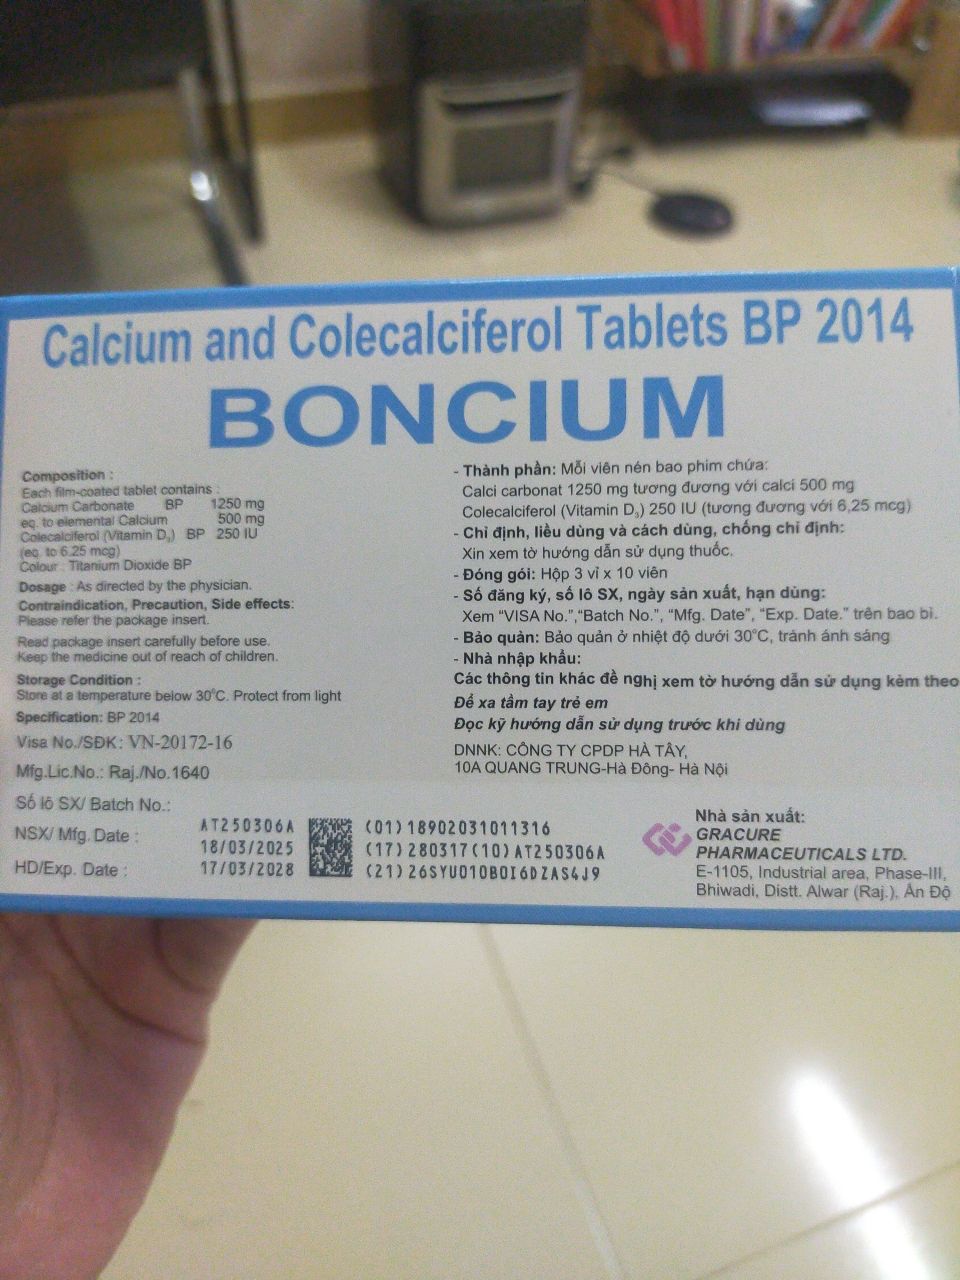 Calcium and Colecalciferol Tablets BP 2014
BONCIUM
Composition :
Each film-coated tablet contains :
Calcium Carbonate BP 1250 mg
eq. to elemental Calcium 500 mg
Colecalciferol (Vitamin D₃) BP 250 IU
(eq. to 6.25 mcg)
Colour : Titanium Dioxide BP
Dosage : As directed by the physician.
Contraindication, Precaution, Side effects:
Please refer the package insert.
Read package insert carefully before use.
Keep the medicine out of reach of children.
Storage Condition :
Store at a temperature below 30°C. Protect from light
Specification: BP 2014
Visa No./SĐK: VN-20172-16
Mfg.Lic.No.: Raj./No.1640
- Thành phần: Mỗi viên nén bao phim chứa:
Calci carbonat 1250 mg tương đương với calci 500 mg
Colecalciferol (Vitamin D₃) 250 IU (tương đương với 6,25 mcg)
- Chỉ định, liều dùng và cách dùng, chống chỉ định:
Xin xem tờ hướng dẫn sử dụng thuốc.
- Đóng gói: Hộp 3 vỉ x 10 viên
- Số đăng ký, số lô SX, ngày sản xuất, hạn dùng:
Xem "VISA No.","Batch No.", "Mfg. Date", "Exp. Date." trên bao bì.
- Bảo quản: Bảo quản ở nhiệt độ dưới 30°C, tránh ánh sáng
- Nhà nhập khẩu:
Các thông tin khác đề nghị xem tờ hướng dẫn sử dụng kèm theo
Để xa tầm tay trẻ em
Đọc kỹ hướng dẫn sử dụng trước khi dùng
DNNK: CÔNG TY CPDP HÀ TÂY,
10A QUANG TRUNG-Hà Đông- Hà Nội
Số lô SX/ Batch No.: AT250306A
NSX/ Mfg. Date : 18/03/2025
HD/Exp. Date : 17/03/2028
(01)18902031011316
(17)280317(10)AT250306A
(21)26SYU010B0I6DZAS4J9
Nhà sản xuất:
GRACURE
PHARMACEUTICALS LTD.
E-1105, Industrial area, Phase-III,
Bhiwadi, Distt. Alwar (Raj.), Ấn Độ